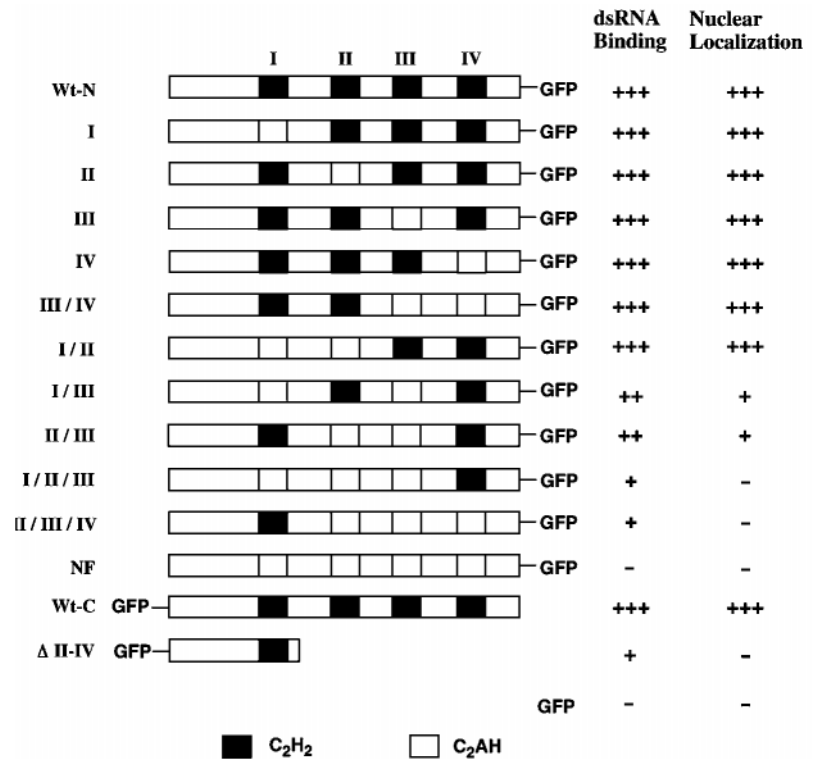 dsRNA Binding Nuclear Localization
I II III IV
Wt-N GFP +++ +++
I GFP +++ +++
II GFP +++ +++
III GFP +++ +++
IV GFP +++ +++
III / IV GFP +++ +++
I / II GFP +++ +++
I / III GFP ++ +
II / III GFP ++ +
I / II / III GFP + -
II / III / IV GFP + -
NF GFP - -
Wt-C GFP +++ +++
Δ II-IV GFP + -
GFP - -
C2H2 C2AH